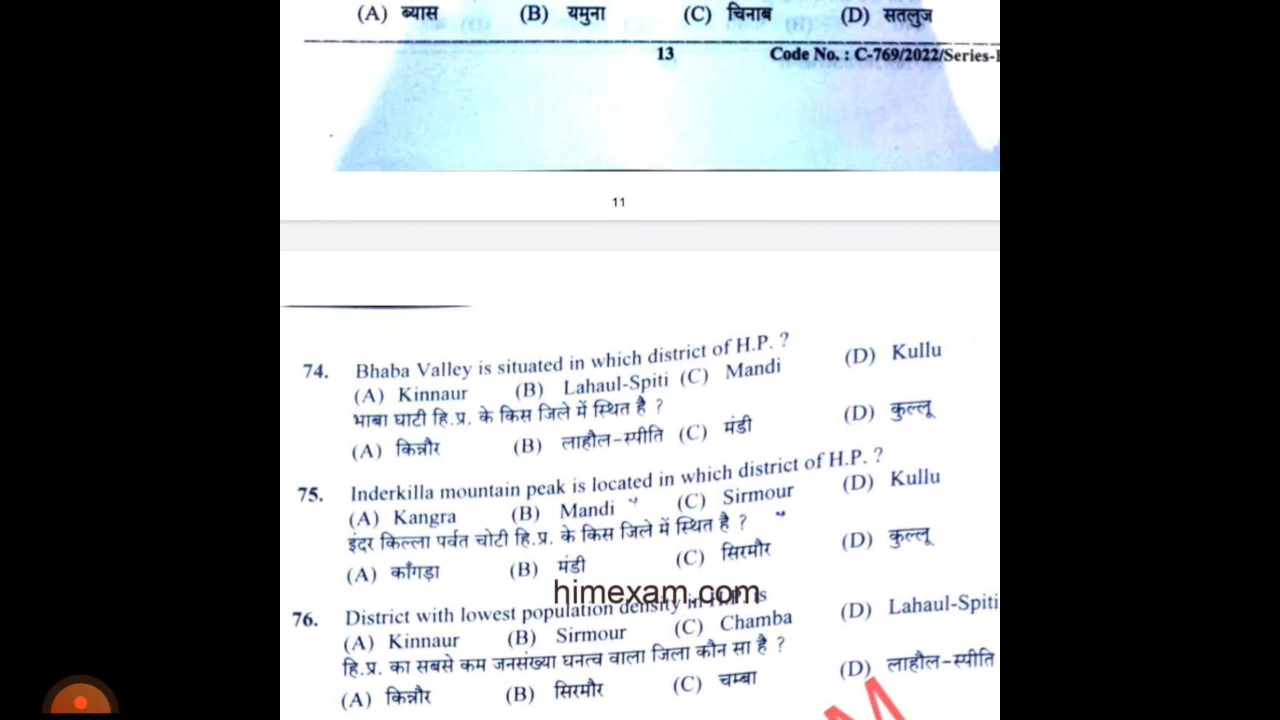 (A) ब्यास (B) यमुना (C) चिनाब (D) सतलुज
13 Code No. : C-769/2022/Series-
11
74. Bhaba Valley is situated in which district of H.P. ?
(A) Kinnaur (B) Lahaul-Spiti (C) Mandi (D) Kullu
भाबा घाटी हि.प्र. के किस जिले में स्थित है ?
(A) किन्नौर (B) लाहौल-स्पीति (C) मंडी (D) कुल्लू
75. Inderkilla mountain peak is located in which district of H.P. ?
(A) Kangra (B) Mandi (C) Sirmour (D) Kullu
इंदर किल्ला पर्वत चोटी हि.प्र. के किस जिले में स्थित है ?
(A) काँगड़ा (B) मंडी (C) सिरमौर (D) कुल्लू
himexam.com
76. District with lowest population density in H.P. is
(A) Kinnaur (B) Sirmour (C) Chamba (D) Lahaul-Spiti
हि.प्र. का सबसे कम जनसंख्या घनत्व वाला जिला कौन सा है ?
(A) किन्नौर (B) सिरमौर (C) चम्बा (D) लाहौल-स्पीति